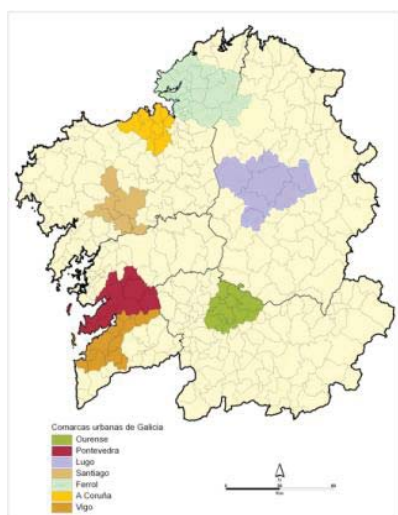 Comarcas urbanas de Galicia
Ourense
Pontevedra
Lugo
Santiago
Ferrol
A Coruña
Vigo